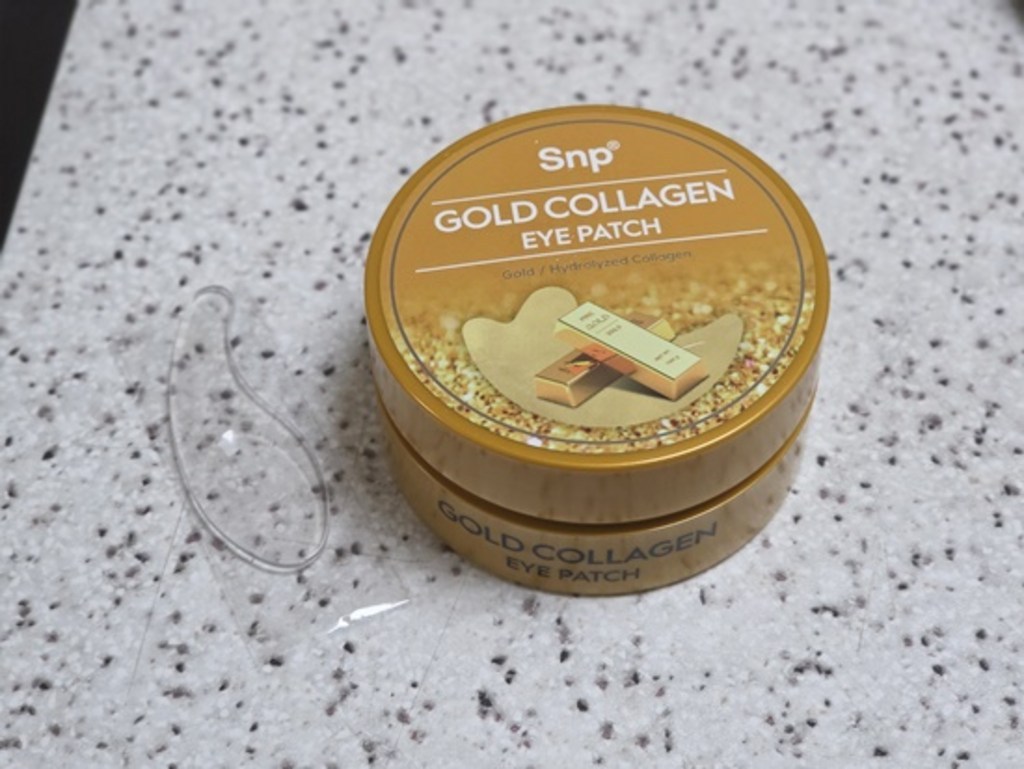 Snp®
GOLD COLLAGEN
EYE PATCH
Gold / Hydrolyzed Collagen
GOLD COLLAGEN
EYE PATCH